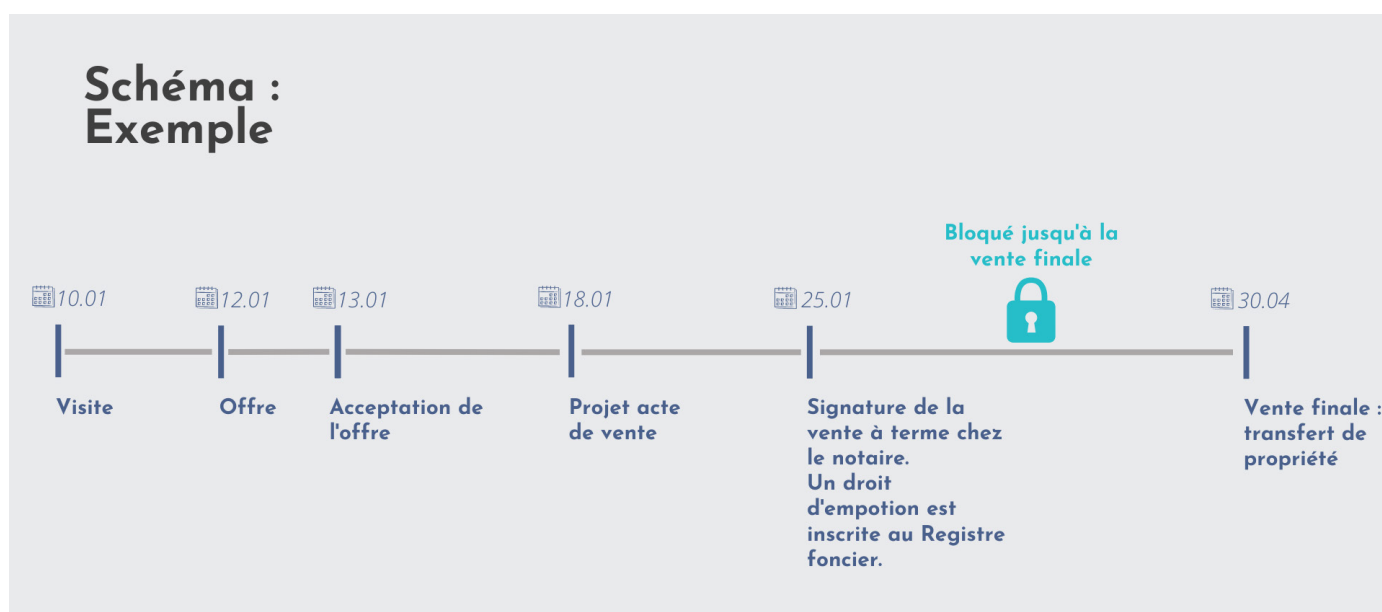 Schéma :
Exemple
Bloqué jusqu'à la
vente finale
10.01
12.01
13.01
18.01
25.01
30.04
Visite
Offre
Acceptation de
l'offre
Projet acte
de vente
Signature de la
vente à terme chez
le notaire.
Un droit
d'empotion est
inscrite au Registre
foncier.
Vente finale :
transfert de
propriété